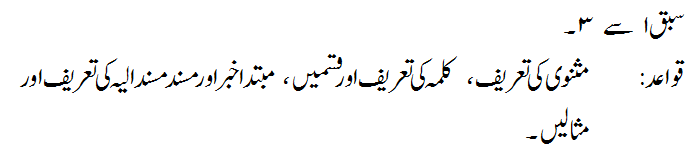 سبق ۱ سے ۳۔
قواعد: مثنوی کی تعریف، کلمہ کی تعریف اور قسمیں، مبتدا خبر اور مسند مسند الیہ کی تعریف اور
مثالیں۔